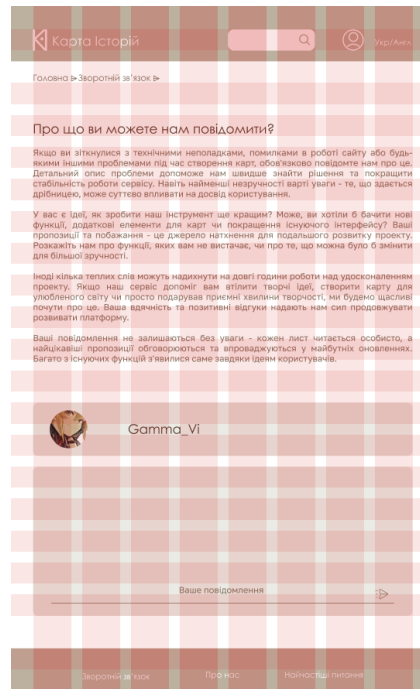 Карта Історій
Укр/Англ
Головна ▷ Зворотній зв'язок ▷
Про що ви можете нам повідомити?
Якщо ви зіткнулися з технічними неполадками, помилками в роботі сайту або будь-
якими іншими проблемами під час створення карт, обов'язково повідомте нам про це.
Детальний опис проблеми допоможе нам швидше знайти рішення та покращити
стабільність роботи сервісу. Навіть найменші незручності варті уваги - те, що здається
дрібницею, може суттєво впливати на досвід користування.
У вас є ідеї, як зробити наш інструмент ще кращим? Може, ви хотіли б бачити нові
функції, додаткові елементи для карт чи покращення існуючого інтерфейсу? Ваші
пропозиції та побажання - це джерело натхнення для подальшого розвитку проекту.
Розкажіть нам про функції, яких вам не вистачає, чи про те, що можна було б змінити
для більшої зручності.
Іноді кілька теплих слів можуть надихнути на довгі години роботи над удосконаленням
проекту. Якщо наш сервіс допоміг вам втілити творчі ідеї, створити карту для
улюбленого світу чи просто подарував приємні хвилини творчості, ми будемо щасливі
почути про це. Ваша вдячність та позитивні відгуки надають нам сил продовжувати
розвивати платформу.
Ваші повідомлення не залишаються без уваги - кожен лист читається особисто, а
найцікавіші пропозиції обговорюються та впроваджуються у майбутніх оновленнях.
Багато з існуючих функцій з'явилися саме завдяки ідеям користувачів.
Gamma_Vi
Ваше повідомлення
Зворотній зв'язок Про нас Найчастіші питання